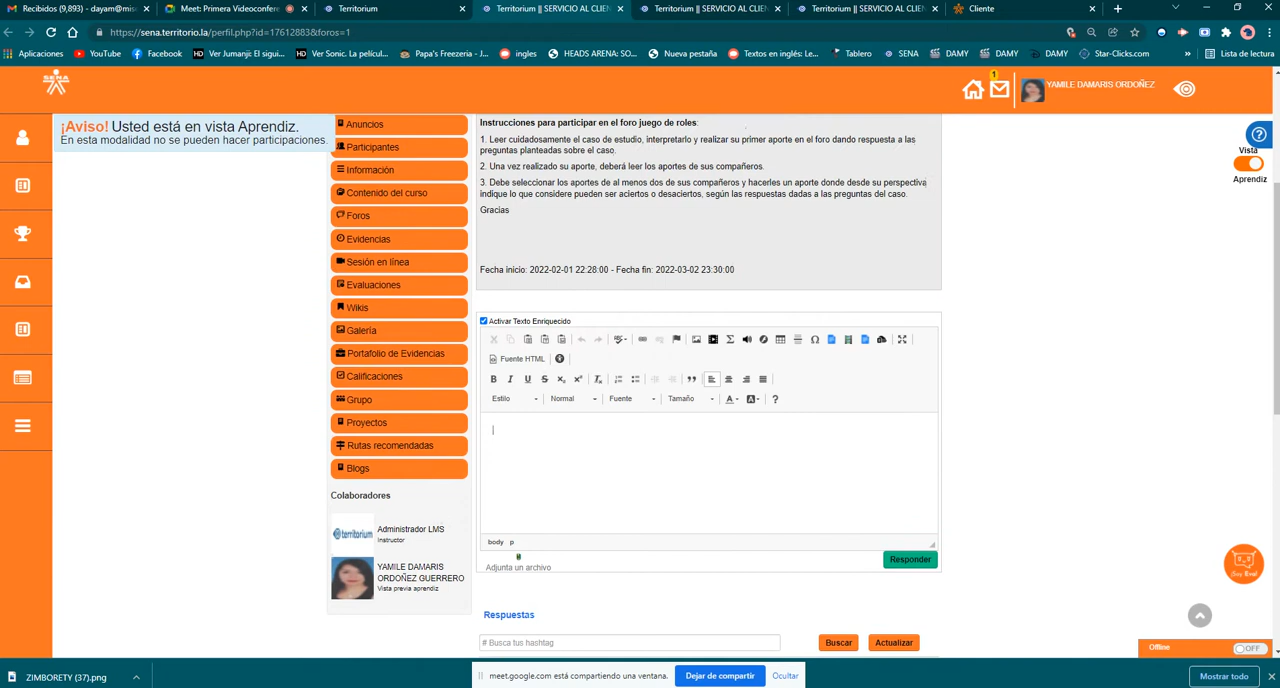 Recibidos (9,893) - dayam@misena
Meet: Primera Videoconferen
Territorium
Territorium || SERVICIO AL CLIEN
Territorium || SERVICIO AL CLIEN
Territorium || SERVICIO AL CLIEN
Cliente
https://sena.territorio.la/perfil.php?id=17612883&foros=1
Aplicaciones
YouTube
Facebook
Ver Jumanji: El sigui...
Ver Sonic. La película...
Papa's Freezeria - J...
ingles
HEADS ARENA: SO...
Nueva pestaña
Textos en inglés: Le...
Tablero
SENA
DAMY
DAMY
DAMY
Star-Clicks.com
»
Lista de lectura
SENA
1
YAMILE DAMARIS ORDOÑEZ
¡Aviso! Usted está en vista Aprendiz.
En esta modalidad no se pueden hacer participaciones.
Vista
Aprendiz
Anuncios
Participantes
Información
Contenido del curso
Foros
Evidencias
Sesión en línea
Evaluaciones
Wikis
Galería
Portafolio de Evidencias
Calificaciones
Grupo
Proyectos
Rutas recomendadas
Blogs
Colaboradores
territorium
Administrador LMS
Instructor
YAMILE DAMARIS
ORDOÑEZ GUERRERO
Vista previa aprendiz
Instrucciones para participar en el foro juego de roles:
1. Leer cuidadosamente el caso de estudio, interpretarlo y realizar su primer aporte en el foro dando respuesta a las
preguntas planteadas sobre el caso.
2. Una vez realizado su aporte, deberá leer los aportes de sus compañeros.
3. Debe seleccionar los aportes de al menos dos de sus compañeros y hacerles un aporte donde desde su perspectiva
indique lo que considere pueden ser aciertos o desaciertos, según las respuestas dadas a las preguntas del caso.
Gracias
Fecha inicio: 2022-02-01 22:28:00 - Fecha fin: 2022-03-02 23:30:00
Activar Texto Enriquecido
Fuente HTML
Estilo
Normal
Fuente
Tamaño
body p
Adjunta un archivo
Responder
Respuestas
# Busca tus hashtag
Buscar
Actualizar
¡Soy Eva!
Offline
OFF
ZIMBORETY (37).png
meet.google.com está compartiendo una ventana.
Dejar de compartir
Ocultar
Mostrar todo